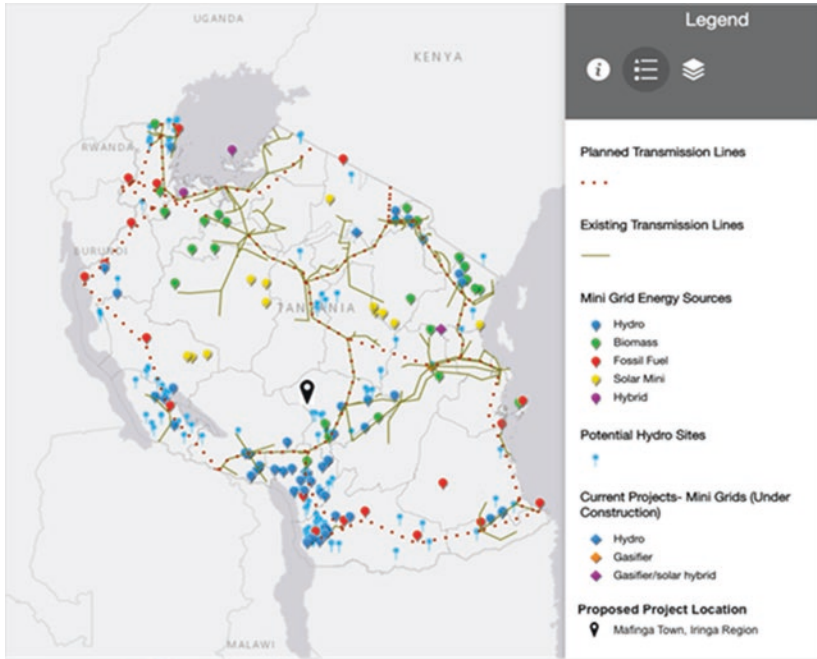 UGANDA
KENYA
RWANDA
BURUNDI
TANZANIA
MALAWI
Legend
i
Planned Transmission Lines
Existing Transmission Lines
Mini Grid Energy Sources
Hydro
Biomass
Fossil Fuel
Solar Mini
Hybrid
Potential Hydro Sites
Current Projects- Mini Grids (Under
Construction)
Hydro
Gasifier
Gasifier/solar hybrid
Proposed Project Location
Mafinga Town, Iringa Region